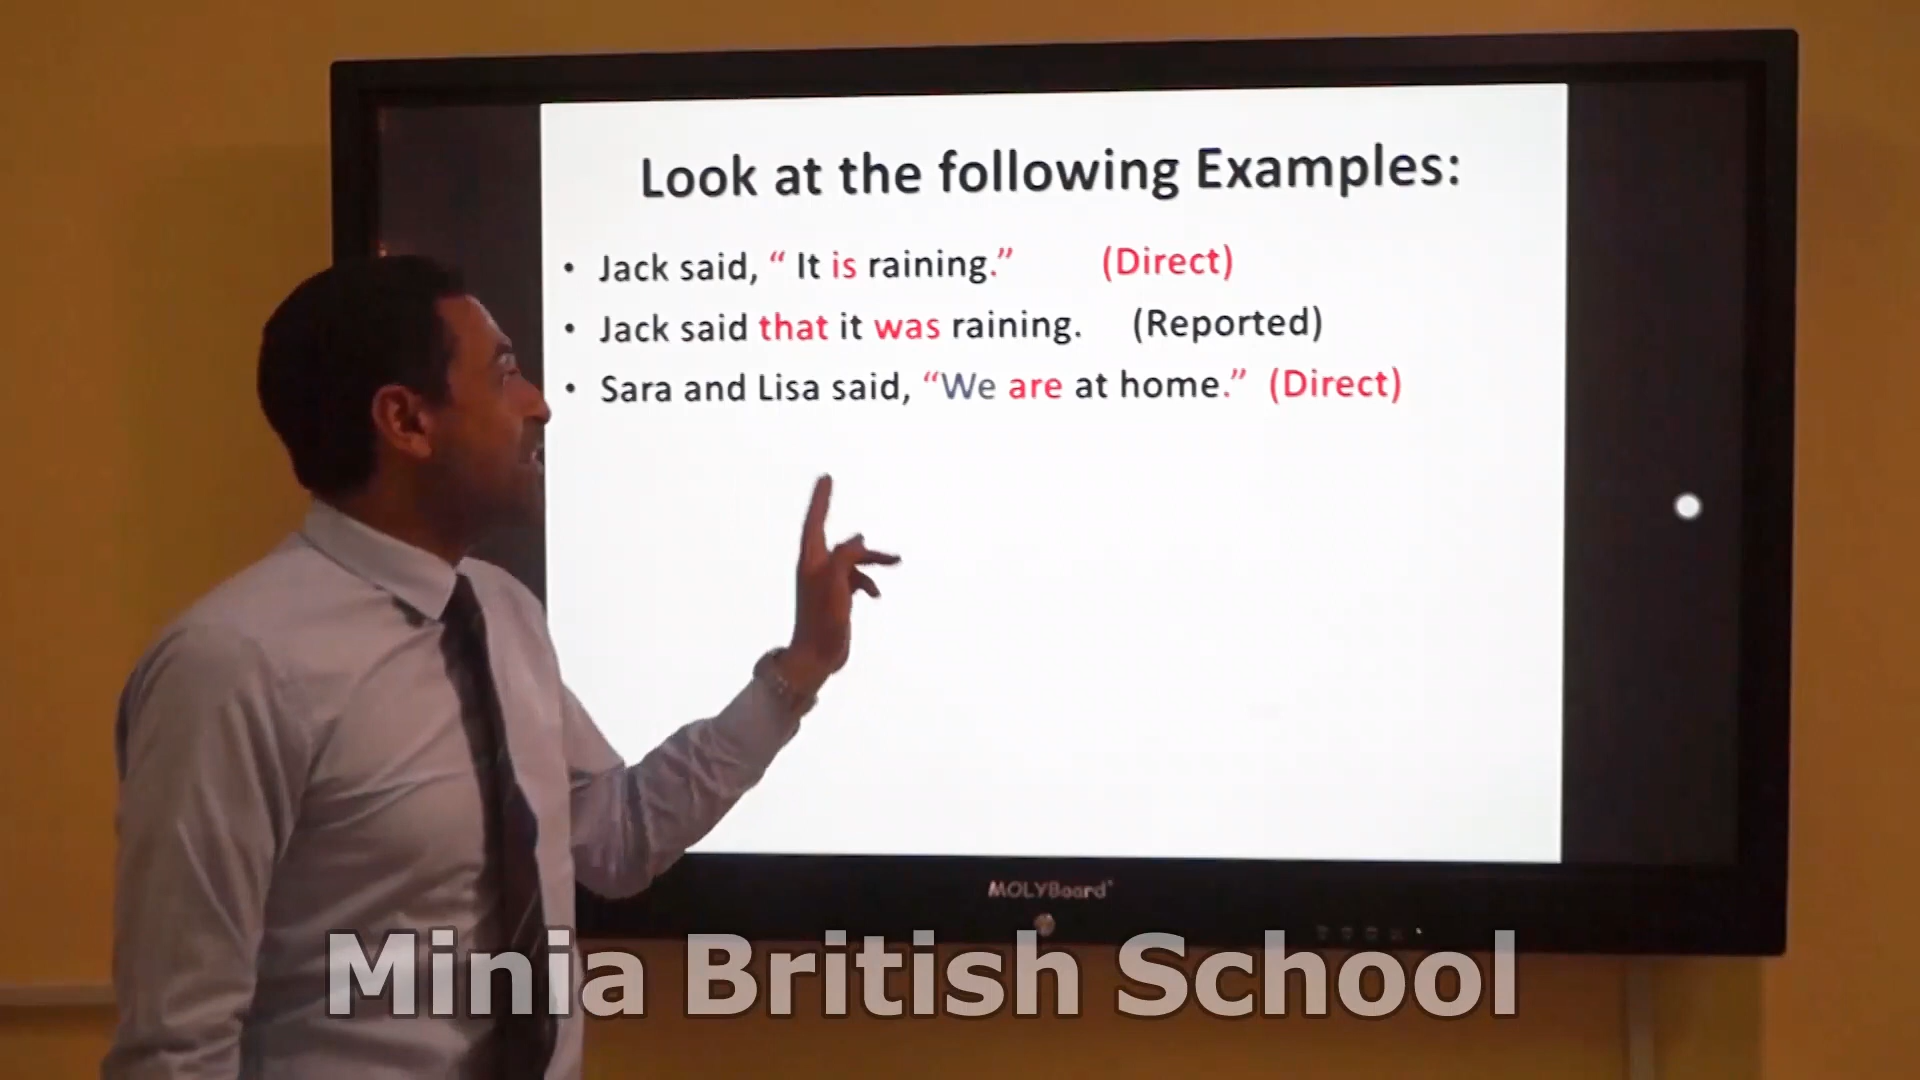 Look at the following Examples:
• Jack said, “ It is raining.” (Direct)
• Jack said that it was raining. (Reported)
• Sara and Lisa said, “We are at home.” (Direct)
MOLYBoard
Minia British School